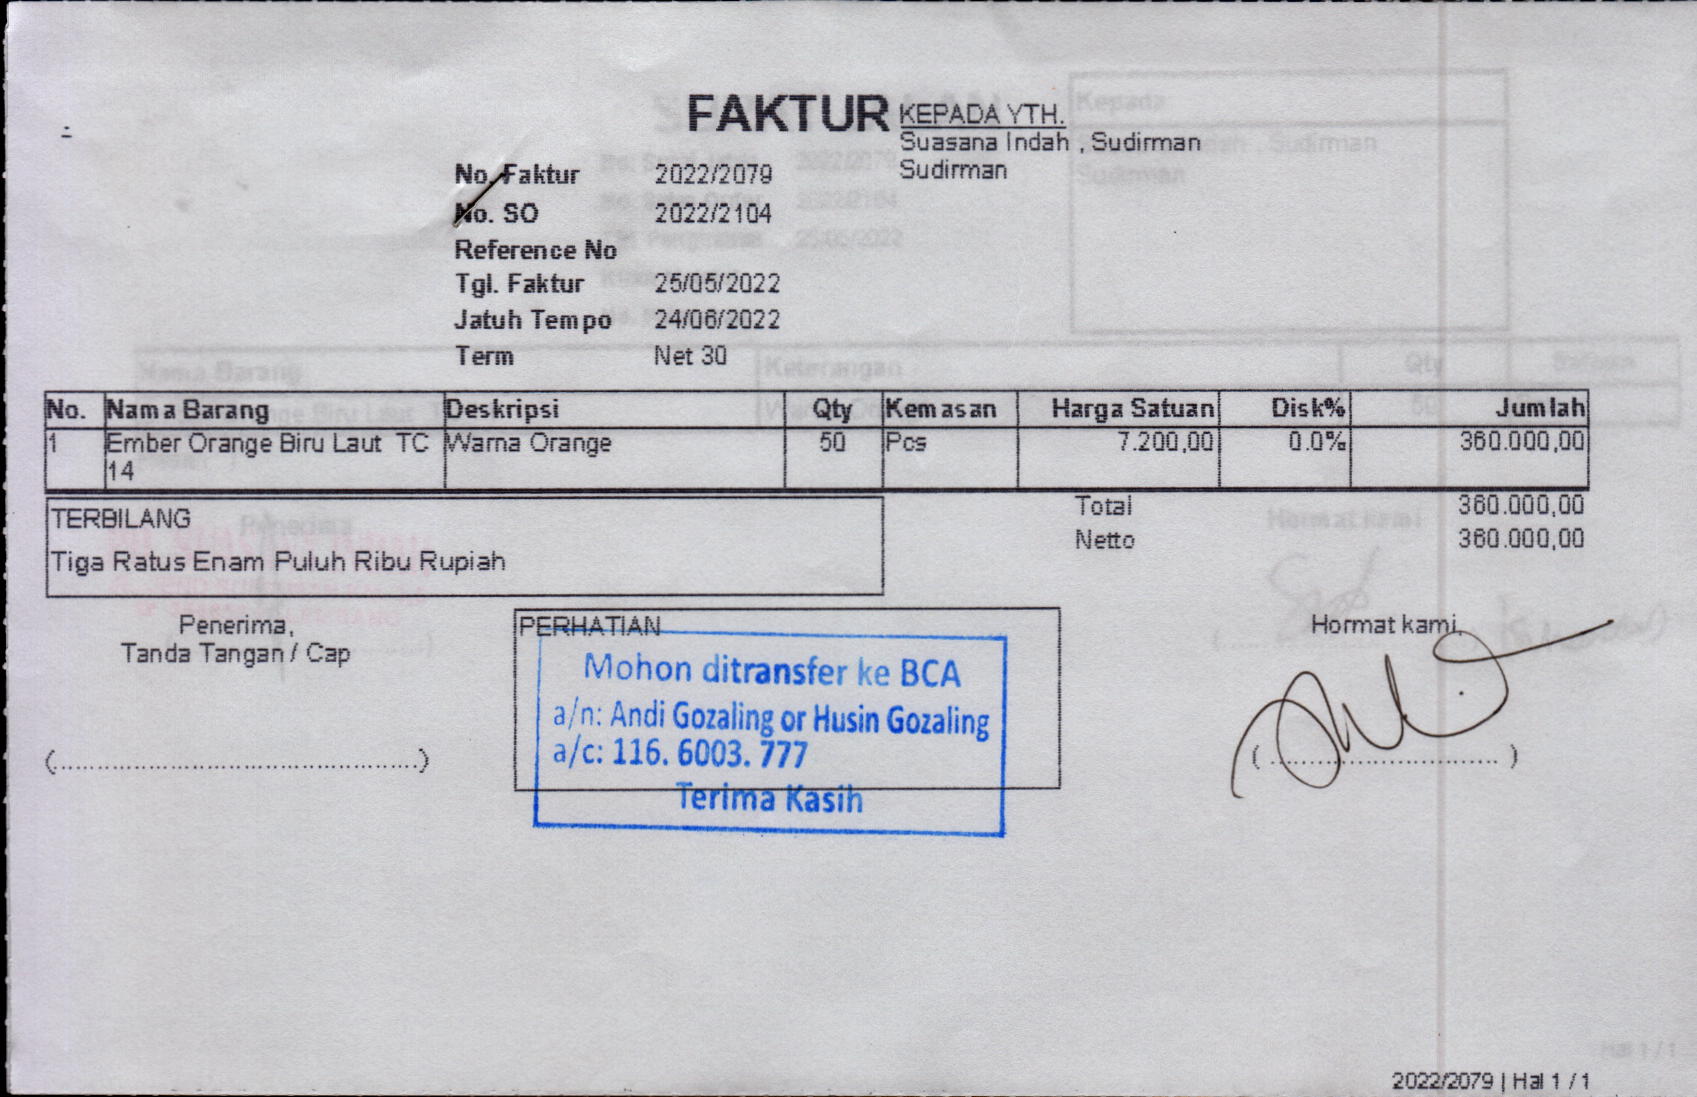 FAKTUR
KEPADA YTH.
Suasana Indah , Sudirman
Sudirman
No. Faktur 2022/2079
No. SO 2022/2104
Reference No
Tgl. Faktur 25/05/2022
Jatuh Tempo 24/06/2022
Term Net 30
No. Nama Barang Deskripsi Qty Kemasan Harga Satuan Disk% Jumlah
1 Ember Orange Biru Laut TC Warna Orange 50 Pcs 7.200,00 0.0% 360.000,00
14
Total 360.000,00
Netto 360.000,00
TERBILANG
Tiga Ratus Enam Puluh Ribu Rupiah
Penerima,
Tanda Tangan / Cap
(..............................................)
PERHATIAN
Mohon ditransfer ke BCA
a/n: Andi Gozaling or Husin Gozaling
a/c: 116. 6003. 777
Terima Kasih
Hormat kami,
( ............................. )
2022/2079 | Hal 1 / 1